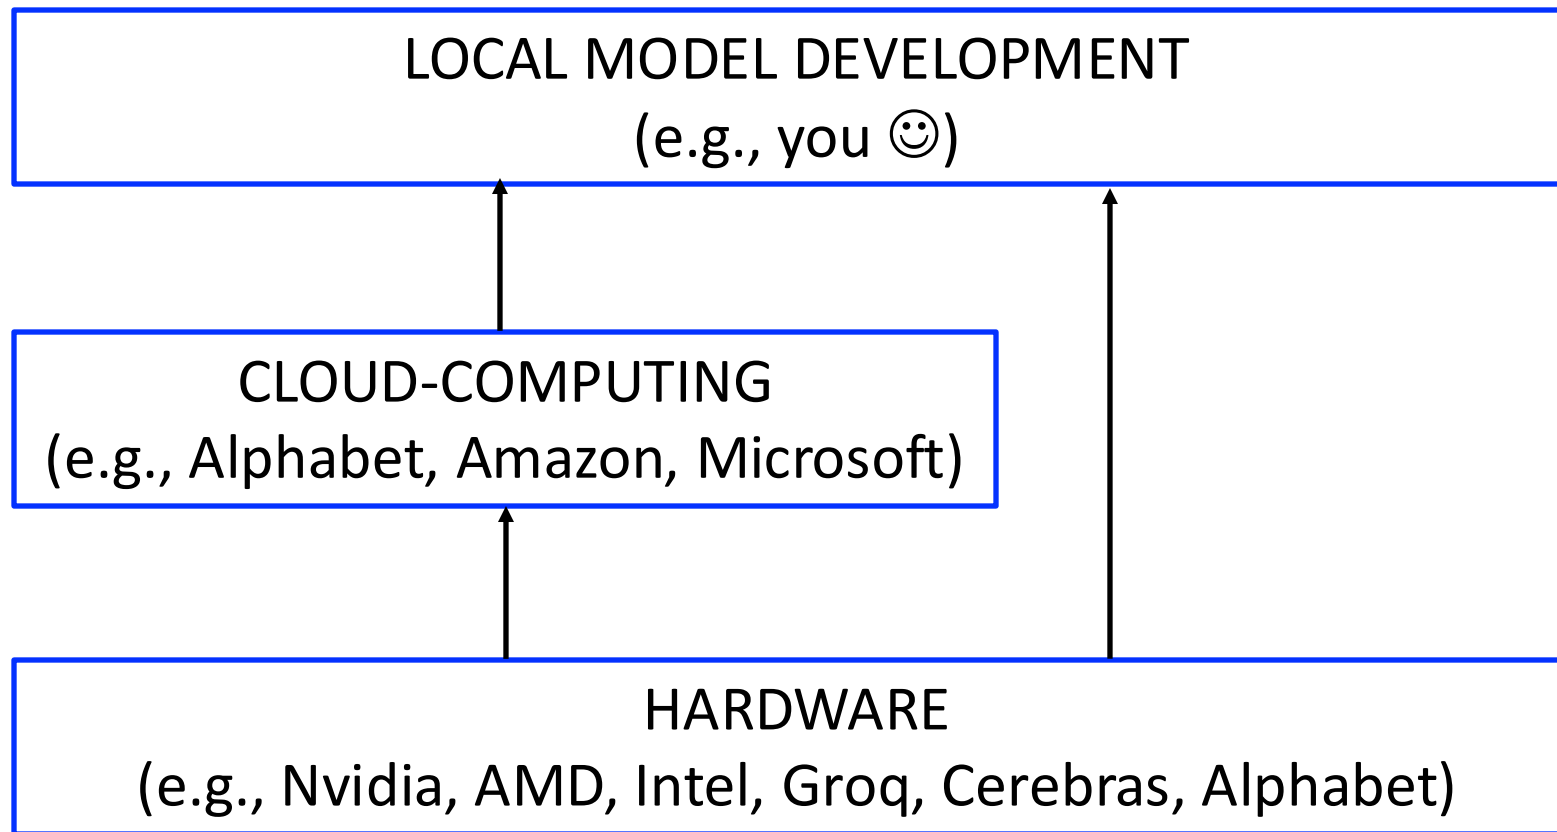 LOCAL MODEL DEVELOPMENT
(e.g., you ☺)
CLOUD-COMPUTING
(e.g., Alphabet, Amazon, Microsoft)
HARDWARE
(e.g., Nvidia, AMD, Intel, Groq, Cerebras, Alphabet)